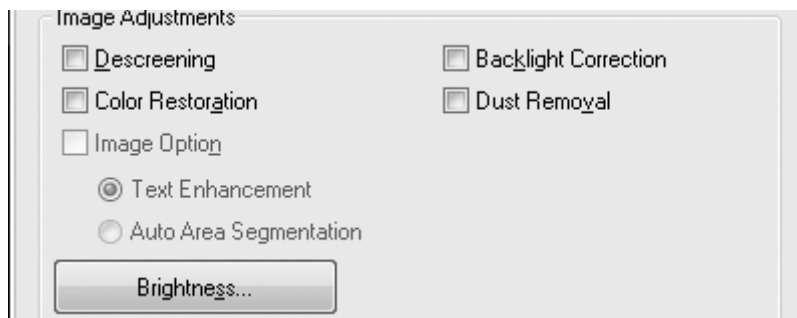 Image Adjustments
Descreening
Backlight Correction
Color Restoration
Dust Removal
Image Option
Text Enhancement
Auto Area Segmentation
Brightness...